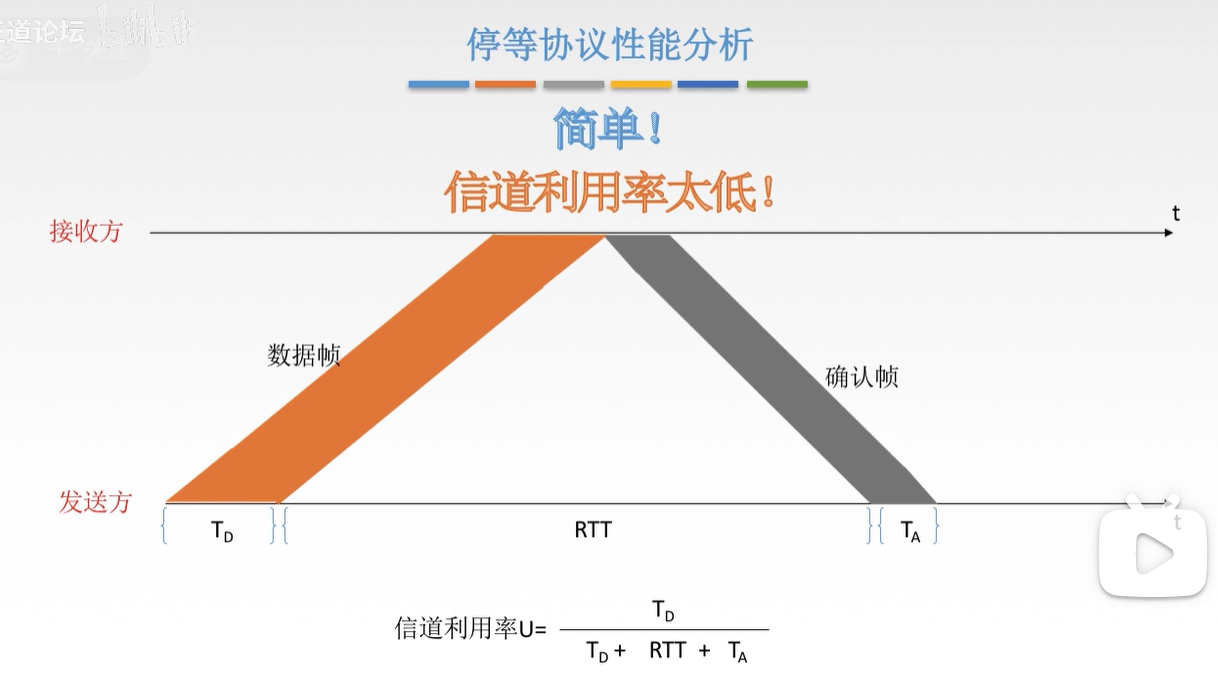 王道论坛 bilibili
停等协议性能分析
简单！
信道利用率太低！
t
接收方
数据帧
确认帧
发送方
t
T_D RTT T_A
T_D
信道利用率U=
T_D + RTT + T_A